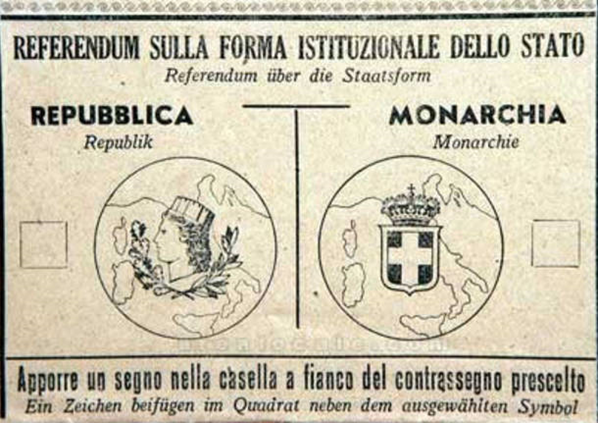 REFERENDUM SULLA FORMA ISTITUZIONALE DELLO STATO
Referendum über die Staatsform
REPUBBLICA
Republik
MONARCHIA
Monarchie
Apporre un segno nella casella a fianco del contrassegno prescelto
Ein Zeichen beifügen im Quadrat neben dem ausgewählten Symbol